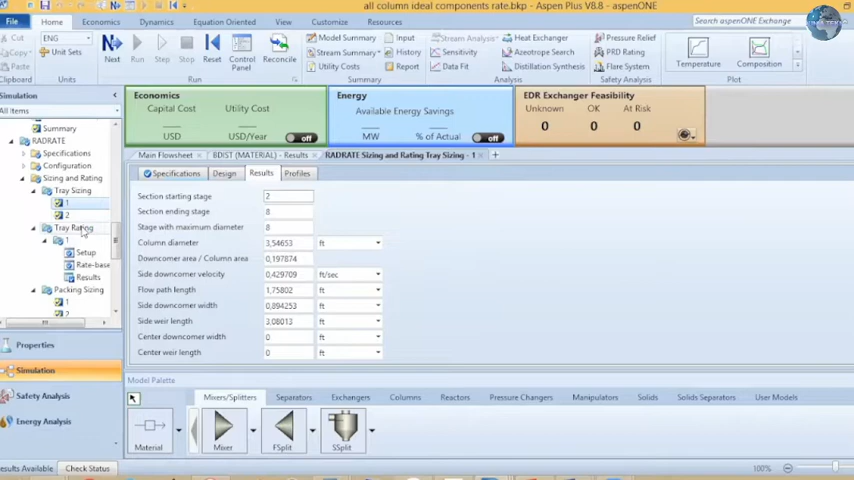 all column ideal components rate.bkp - Aspen Plus V8.8 - aspenONE
File Home Economics Dynamics Equation Oriented View Customize Resources Search aspenONE Exchange
Cut
Copy
Paste
Clipboard
ENG
Unit Sets
Units
Next Run Step Stop Reset Control Panel Reconcile
Run
Model Summary Input
Stream Summary History
Utility Costs Report
Summary
Stream Analysis Heat Exchanger
Sensitivity Azeotrope Search
Data Fit Distillation Synthesis
Analysis
Pressure Relief
PRD Rating
Flare System
Safety Analysis
Temperature Composition
Plot
Simulation
All Items
Summary
RADRATE
Specifications
Configuration
Sizing and Rating
Tray Sizing
1
2
Tray Rating
1
Setup
Rate-base
Results
Packing Sizing
1
2
Properties
Simulation
Safety Analysis
Energy Analysis
Economics
Capital Cost Utility Cost
USD USD/Year off
Energy
Available Energy Savings
MW % of Actual off
EDR Exchanger Feasibility
Unknown OK At Risk
0 0 0
Main Flowsheet BDIST (MATERIAL) - Results RADRATE Sizing and Rating Tray Sizing - 1
Specifications Design Results Profiles
Section starting stage 2
Section ending stage 8
Stage with maximum diameter 8
Column diameter 3,54653 ft
Downcomer area / Column area 0,197874
Side downcomer velocity 0,429709 ft/sec
Flow path length 1,75802 ft
Side downcomer width 0,894253 ft
Side weir length 3,08013 ft
Center downcomer width 0 ft
Center weir length 0 ft
Model Palette
Mixers/Splitters Separators Exchangers Columns Reactors Pressure Changers Manipulators Solids Solids Separators User Models
Material Mixer FSplit SSplit
Results Available Check Status 100%